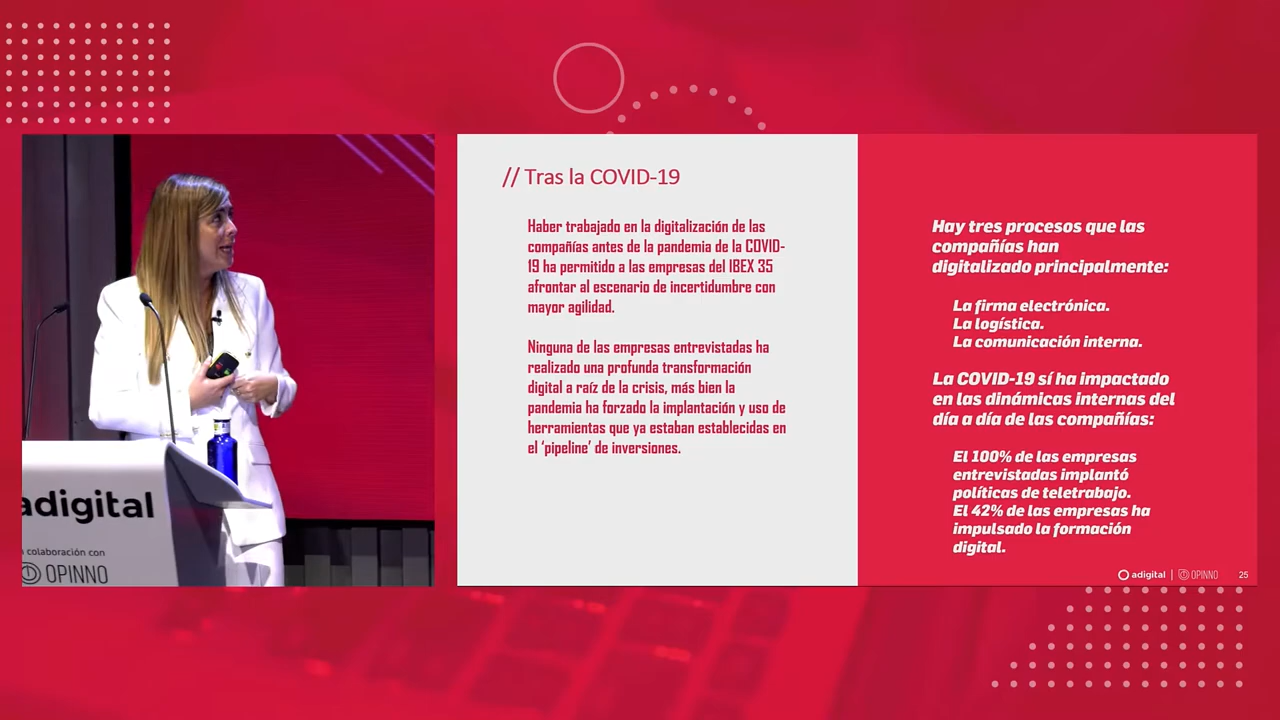 adigital
colaboración con
OPINNO
// Tras la COVID-19
Haber trabajado en la digitalización de las
compañías antes de la pandemia de la COVID-
19 ha permitido a las empresas del IBEX 35
afrontar al escenario de incertidumbre con
mayor agilidad.
Ninguna de las empresas entrevistadas ha
realizado una profunda transformación
digital a raíz de la crisis, más bien la
pandemia ha forzado la implantación y uso de
herramientas que ya estaban establecidas en
el ‘pipeline’ de inversiones.
Hay tres procesos que las
compañías han
digitalizado principalmente:
La firma electrónica.
La logística.
La comunicación interna.
La COVID-19 sí ha impactado
en las dinámicas internas del
día a día de las compañías:
El 100% de las empresas
entrevistadas implantó
políticas de teletrabajo.
El 42% de las empresas ha
impulsado la formación
digital.
adigital | OPINNO 25